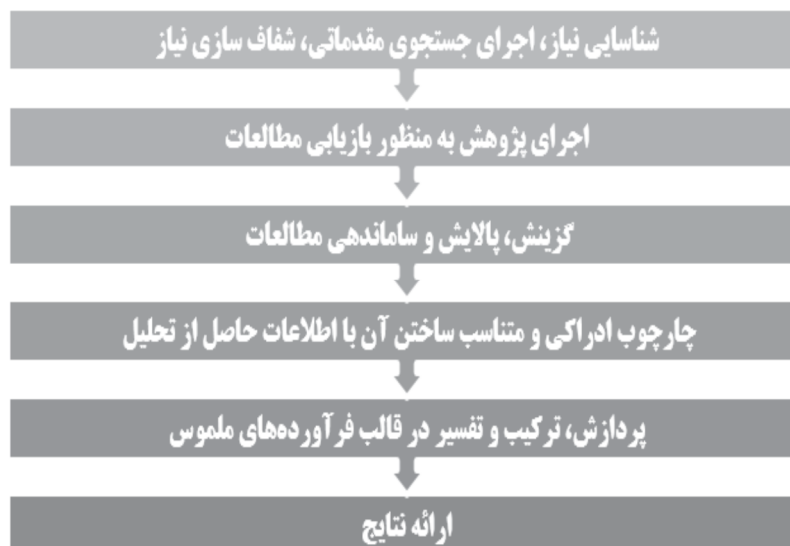 شناسایی نیاز، اجرای جستجوی مقدماتی، شفاف سازی نیاز
اجرای پژوهش به منظور بازیابی مطالعات
گزینش، پالایش و ساماندهی مطالعات
چارچوب ادراکی و متناسب ساختن آن با اطلاعات حاصل از تحلیل
پردازش، ترکیب و تفسیر در قالب فرآورده‌های ملموس
ارائه نتایج